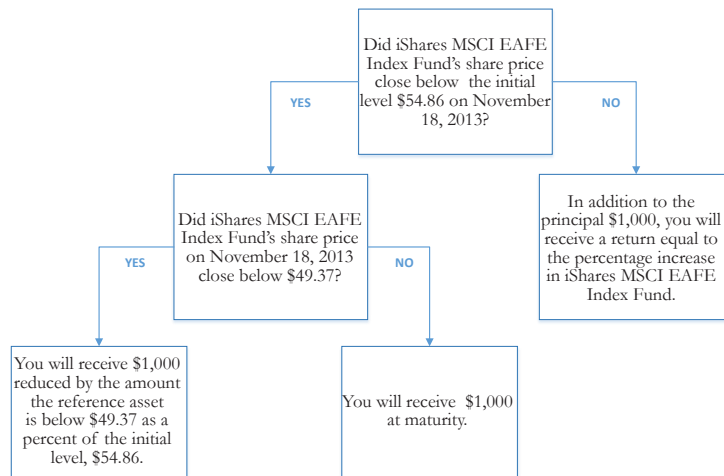 Did iShares MSCI EAFE
Index Fund's share price
close below the initial
level $54.86 on November
18, 2013?
YES
NO
Did iShares MSCI EAFE
Index Fund's share price
on November 18, 2013
close below $49.37?
In addition to the
principal $1,000, you will
receive a return equal to
the percentage increase
in iShares MSCI EAFE
Index Fund.
YES
NO
You will receive $1,000
reduced by the amount
the reference asset
is below $49.37 as a
percent of the initial
level, $54.86.
You will receive $1,000
at maturity.